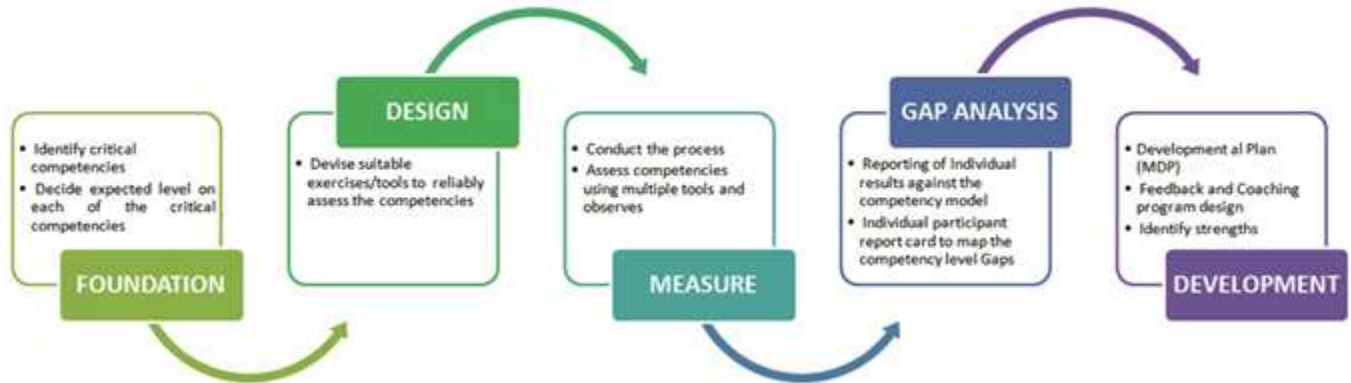 • Identify critical
competencies
• Decide expected level on
each of the critical
competencies
FOUNDATION
DESIGN
• Devise suitable
exercises/tools to reliably
assess the competencies
• Conduct the process
• Assess competencies
using multiple tools and
observes
MEASURE
GAP ANALYSIS
• Reporting of Individual
results against the
competency model
• Individual participant
report card to map the
competency level Gaps
• Development al Plan
(MDP)
• Feedback and Coaching
program design
• Identify strengths
DEVELOPMENT